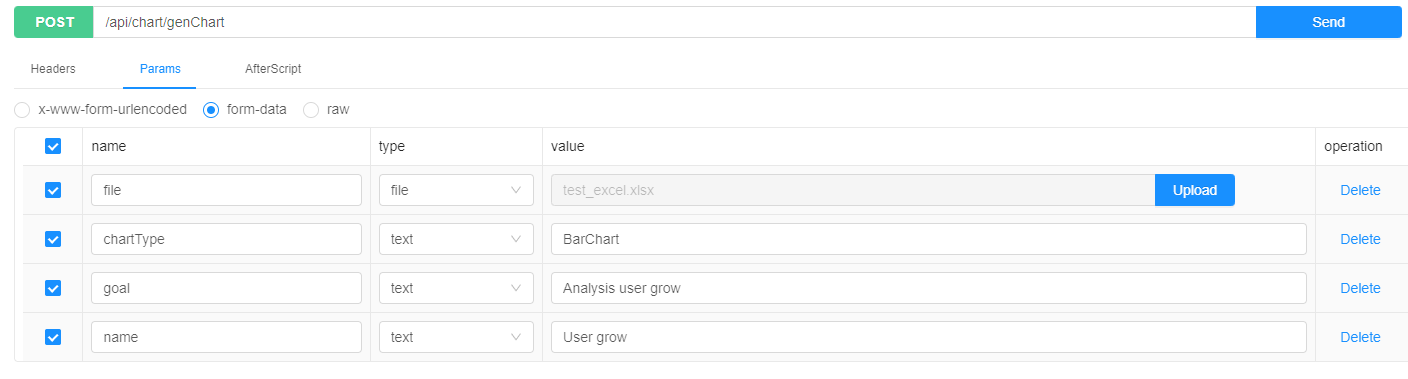 POST /api/chart/genChart Send
Headers Params AfterScript
x-www-form-urlencoded form-data raw
name type value operation
file file test_excel.xlsx Upload Delete
chartType text BarChart Delete
goal text Analysis user grow Delete
name text User grow Delete